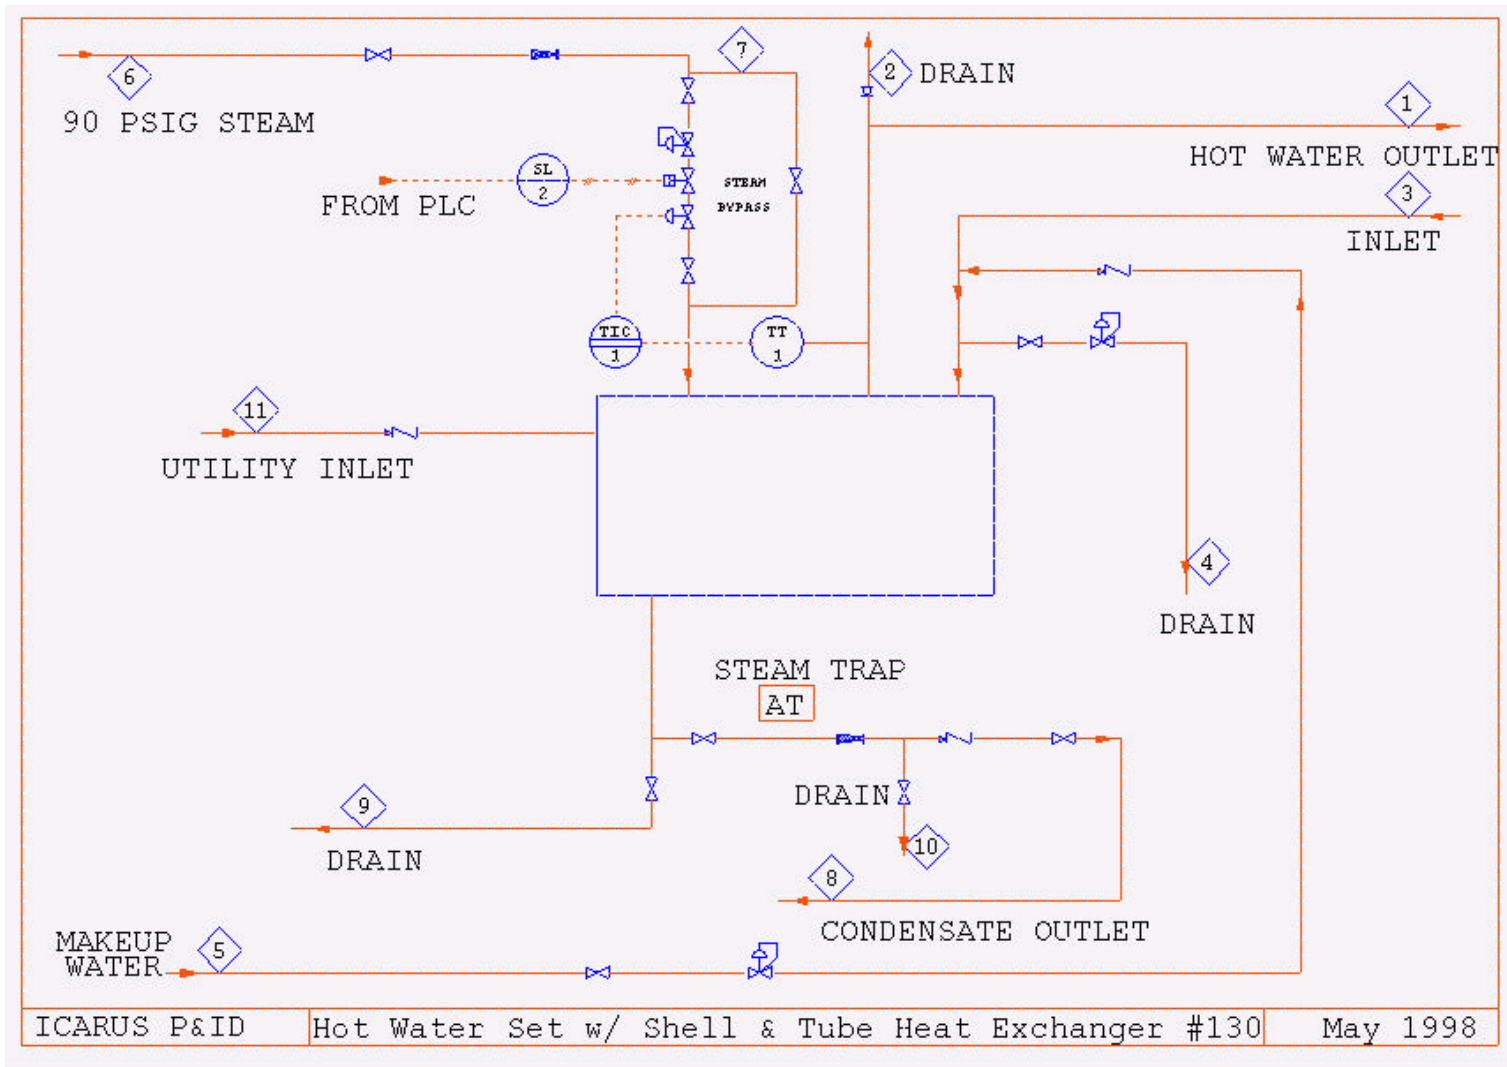 7
2 DRAIN
6
1
90 PSIG STEAM
HOT WATER OUTLET
SL
2
FROM PLC
STEAM
BYPASS
3
INLET
TIC
1
TT
1
11
UTILITY INLET
4
DRAIN
STEAM TRAP
AT
DRAIN
9
10
DRAIN
8
CONDENSATE OUTLET
MAKEUP
WATER
5
ICARUS P&ID
Hot Water Set w/ Shell & Tube Heat Exchanger #130
May 1998